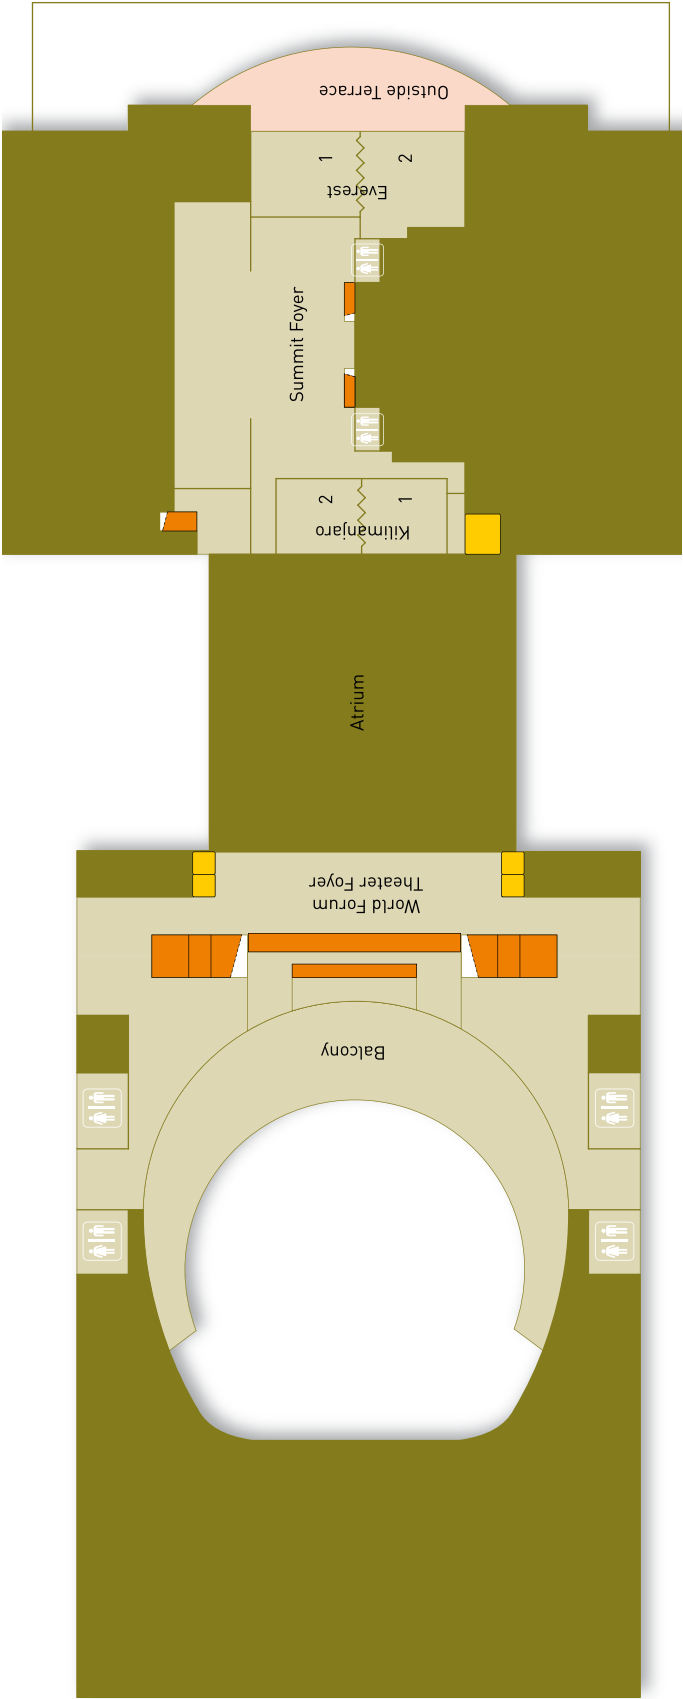 Outside Terrace
1
2
Everest
Summit Foyer
2
1
Kilimanjaro
Atrium
World Forum
Theater Foyer
Balcony